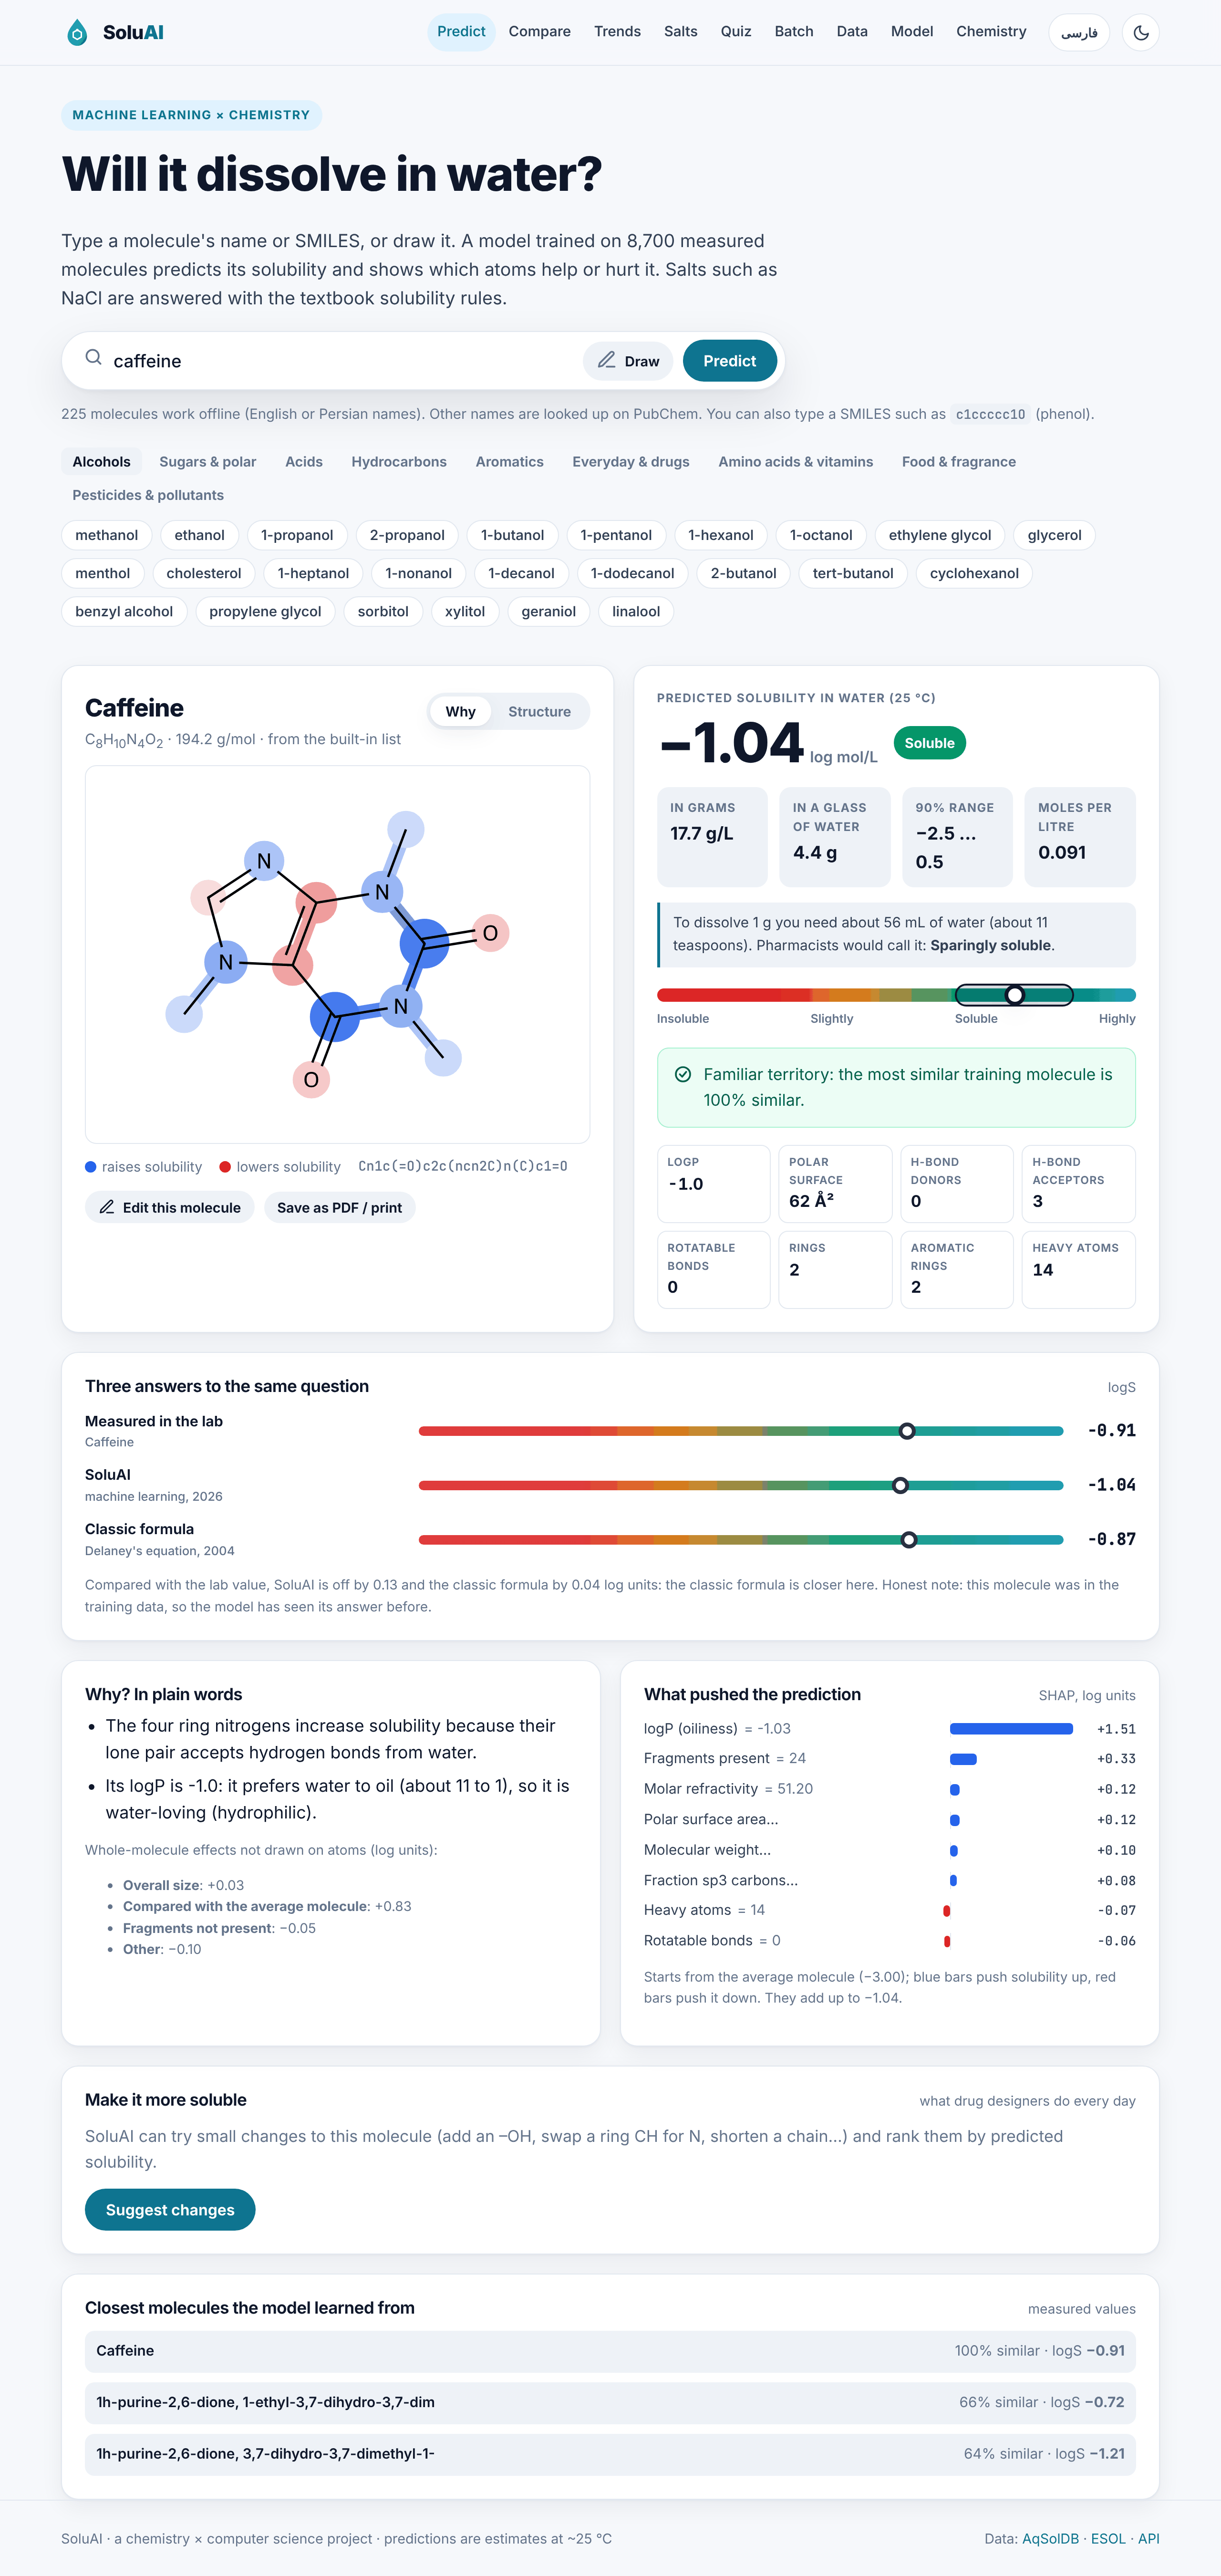 SoluAI
Predict Compare Trends Salts Quiz Batch Data Model Chemistry فارسی
MACHINE LEARNING × CHEMISTRY
Will it dissolve in water?
Type a molecule's name or SMILES, or draw it. A model trained on 8,700 measured
molecules predicts its solubility and shows which atoms help or hurt it. Salts such as
NaCl are answered with the textbook solubility rules.
caffeine Draw Predict
225 molecules work offline (English or Persian names). Other names are looked up on PubChem. You can also type a SMILES such as c1ccccc1O (phenol).
Alcohols Sugars & polar Acids Hydrocarbons Aromatics Everyday & drugs Amino acids & vitamins Food & fragrance
Pesticides & pollutants
methanol ethanol 1-propanol 2-propanol 1-butanol 1-pentanol 1-hexanol 1-octanol ethylene glycol glycerol
menthol cholesterol 1-heptanol 1-nonanol 1-decanol 1-dodecanol 2-butanol tert-butanol cyclohexanol
benzyl alcohol propylene glycol sorbitol xylitol geraniol linalool
Caffeine
Why Structure
C₈H₁₀N₄O₂ · 194.2 g/mol · from the built-in list
N
N
O
N
N
O
raises solubility lowers solubility Cn1c(=O)c2c(ncn2C)n(C)c1=O
Edit this molecule Save as PDF / print
PREDICTED SOLUBILITY IN WATER (25 °C)
−1.04 log mol/L Soluble
IN GRAMS
17.7 g/L
IN A GLASS
OF WATER
4.4 g
90% RANGE
−2.5 …
0.5
MOLES PER
LITRE
0.091
To dissolve 1 g you need about 56 mL of water (about 11
teaspoons). Pharmacists would call it: Sparingly soluble.
Insoluble Slightly Soluble Highly
Familiar territory: the most similar training molecule is
100% similar.
LOGP
-1.0
POLAR
SURFACE
62 Å²
H-BOND
DONORS
0
H-BOND
ACCEPTORS
3
ROTATABLE
BONDS
0
RINGS
2
AROMATIC
RINGS
2
HEAVY ATOMS
14
Three answers to the same question logS
Measured in the lab
Caffeine
-0.91
SoluAI
machine learning, 2026
-1.04
Classic formula
Delaney's equation, 2004
-0.87
Compared with the lab value, SoluAI is off by 0.13 and the classic formula by 0.04 log units: the classic formula is closer here. Honest note: this molecule was in the
training data, so the model has seen its answer before.
Why? In plain words
• The four ring nitrogens increase solubility because their
lone pair accepts hydrogen bonds from water.
• Its logP is -1.0: it prefers water to oil (about 11 to 1), so it is
water-loving (hydrophilic).
Whole-molecule effects not drawn on atoms (log units):
• Overall size: +0.03
• Compared with the average molecule: +0.83
• Fragments not present: −0.05
• Other: −0.10
What pushed the prediction SHAP, log units
logP (oiliness) = -1.03 +1.51
Fragments present = 24 +0.33
Molar refractivity = 51.20 +0.12
Polar surface area… +0.12
Molecular weight… +0.10
Fraction sp3 carbons… +0.08
Heavy atoms = 14 -0.07
Rotatable bonds = 0 -0.06
Starts from the average molecule (−3.00); blue bars push solubility up, red
bars push it down. They add up to −1.04.
Make it more soluble what drug designers do every day
SoluAI can try small changes to this molecule (add an –OH, swap a ring CH for N, shorten a chain…) and rank them by predicted
solubility.
Suggest changes
Closest molecules the model learned from measured values
Caffeine 100% similar · logS −0.91
1h-purine-2,6-dione, 1-ethyl-3,7-dihydro-3,7-dim 66% similar · logS −0.72
1h-purine-2,6-dione, 3,7-dihydro-3,7-dimethyl-1- 64% similar · logS −1.21
SoluAI · a chemistry × computer science project · predictions are estimates at ~25 °C Data: AqSolDB · ESOL · API